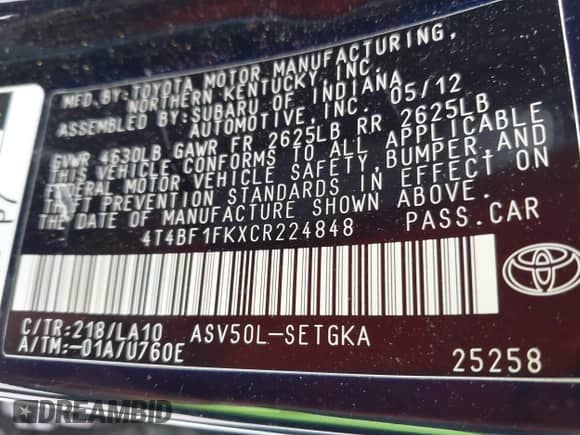 MFD.BY:TOYOTA MOTOR MANUFACTURING,
NORTHERN KENTUCKY,INC.
ASSEMBLED BY:SUBARU OF INDIANA
AUTOMOTIVE,INC. 05/12
GVWR 4630LB GAWR FR 2625LB RR 2625LB
THIS VEHICLE CONFORMS TO ALL APPLICABLE
FEDERAL MOTOR VEHICLE SAFETY,BUMPER,AND
THEFT PREVENTION STANDARDS IN EFFECT ON
THE DATE OF MANUFACTURE SHOWN ABOVE.
4T4BF1FKXCR224848 PASS.CAR
C/TR:218/LA10 ASV50L-SETGKA
A/TM:-01A/U760E
25258
DREAMBID